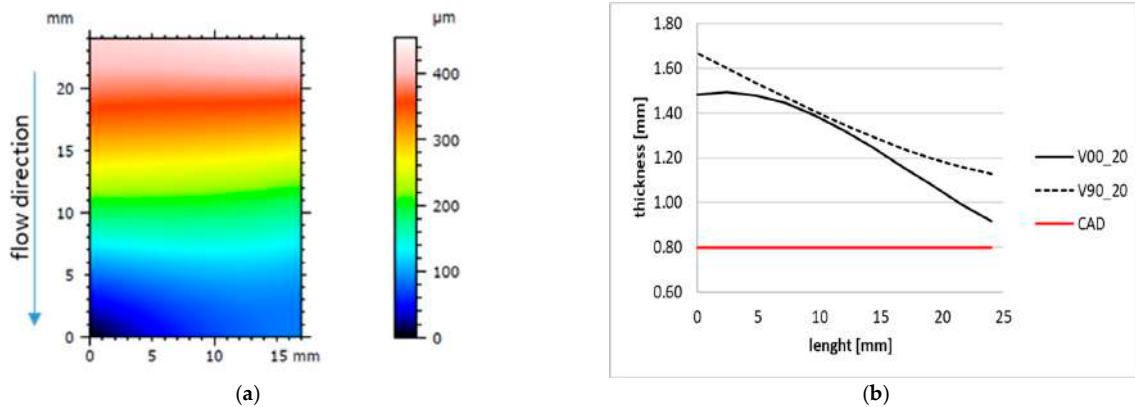 mm
20
15
10
5
0
0 5 10 15 mm
flow direction
µm
400
300
200
100
0
(a)
1.80
1.60
1.40
1.20
1.00
0.80
0.60
thickness [mm]
0 5 10 15 20 25
lenght [mm]
V00_20
V90_20
CAD
(b)